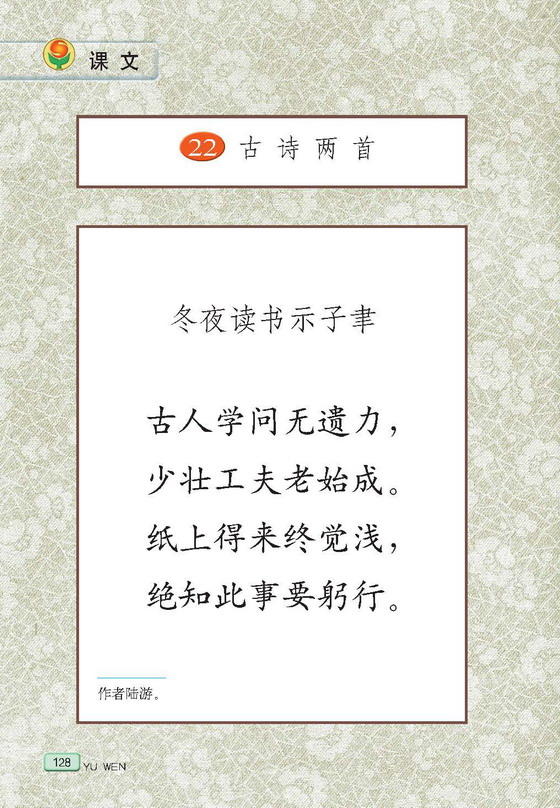 课文
22 古诗两首
冬夜读书示子聿
古人学问无遗力，
少壮工夫老始成。
纸上得来终觉浅，
绝知此事要躬行。
作者陆游。
128 YU WEN